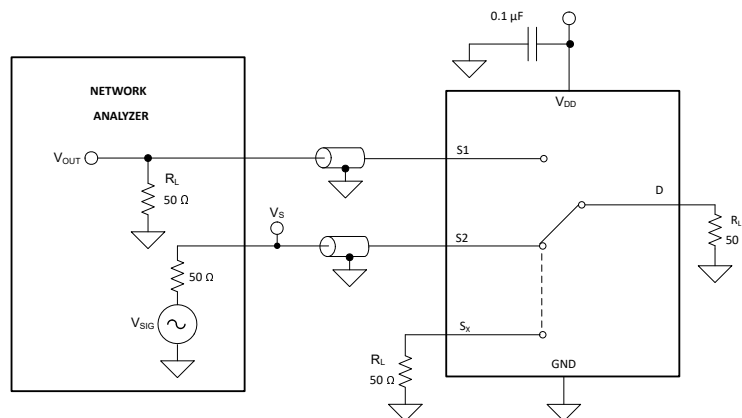 0.1 µF
NETWORK
ANALYZER
VDD
VOUT
S1
RL
50 Ω
D
VS
RL
50
S2
50 Ω
VSIG
SX
RL
50 Ω
GND